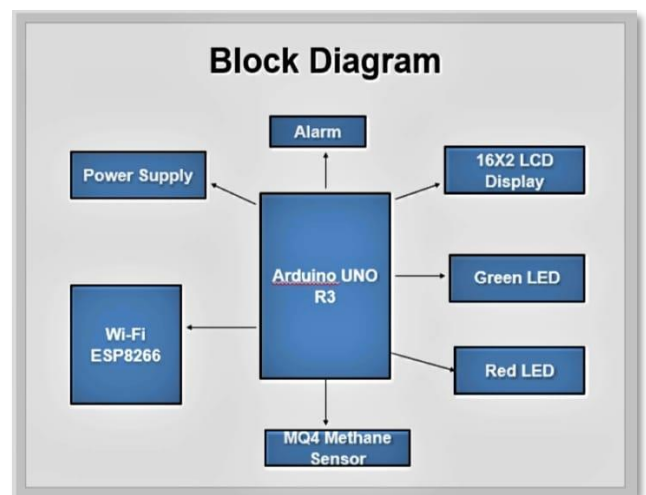 Block Diagram
Alarm
Power Supply
16X2 LCD
Display
Arduino UNO
R3
Green LED
Wi-Fi
ESP8266
Red LED
MQ4 Methane
Sensor